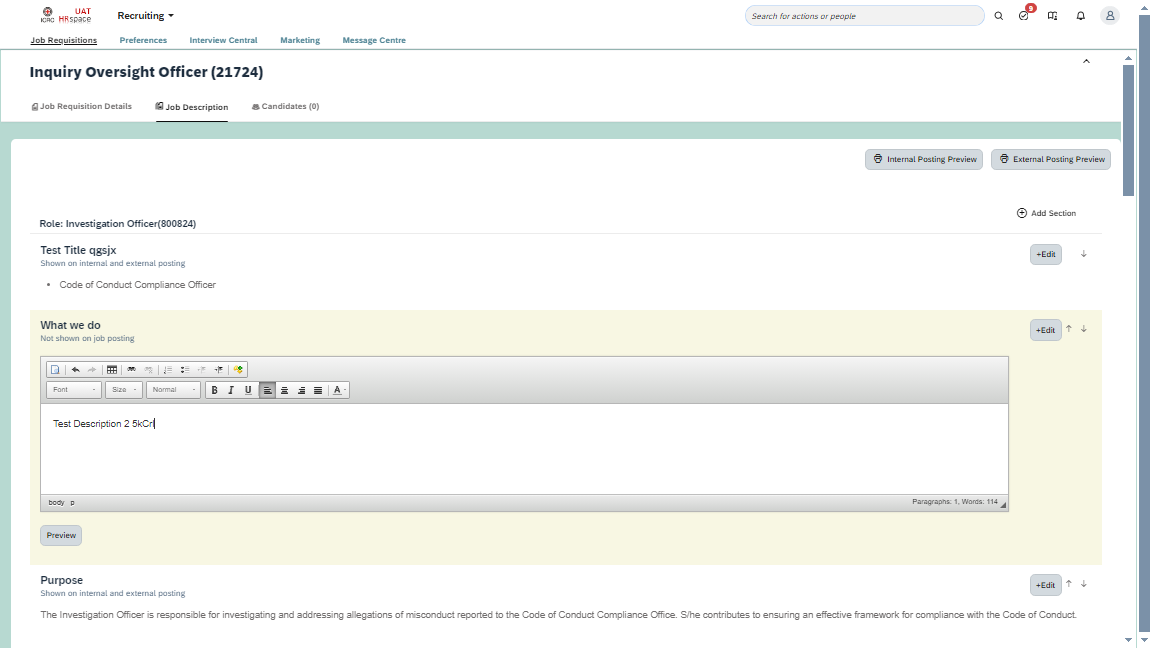 ICRC
UAT
HRspace
Recruiting
Search for actions or people
9
Job Requisitions
Preferences
Interview Central
Marketing
Message Centre
Inquiry Oversight Officer (21724)
Job Requisition Details
Job Description
Candidates (0)
Internal Posting Preview
External Posting Preview
Add Section
Role: Investigation Officer(800824)
Test Title qgsjx
+Edit
Shown on internal and external posting
• Code of Conduct Compliance Officer
What we do
+Edit
Not shown on job posting
Font
Size
Normal
B I U
A
Test Description 2 5kCrl
body p
Paragraphs: 1, Words: 114
Preview
Purpose
+Edit
Shown on internal and external posting
The Investigation Officer is responsible for investigating and addressing allegations of misconduct reported to the Code of Conduct Compliance Office. S/he contributes to ensuring an effective framework for compliance with the Code of Conduct.